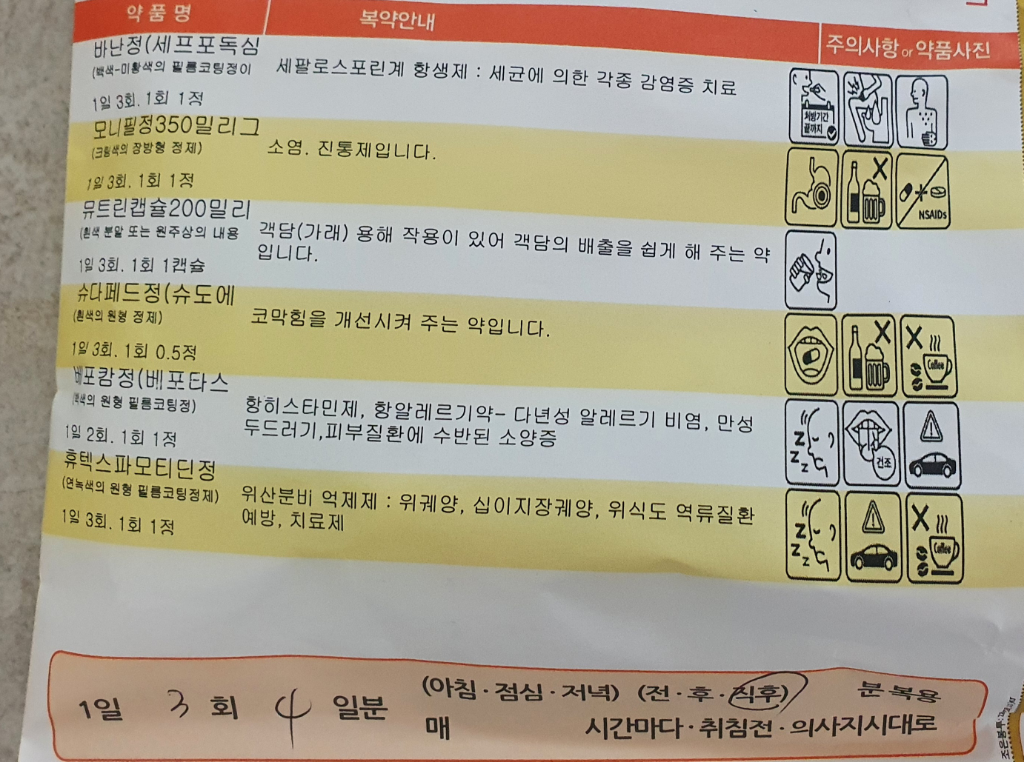 약 품 명 복약안내 주의사항 or 약품사진
바난정(세프포독심
(백색-미황색의 필름코팅정이
세팔로스포린계 항생제 : 세균에 의한 각종 감염증 치료
1일 3회. 1회 1정
처방기간
끝까지
모니필정350밀리그
(크림색의 장방형 정제)
소염. 진통제입니다.
1일 3회. 1회 1정
NSAIDs
뮤트린캡슐200밀리
(흰색 분말 또는 원주상의 내용
객담(가래) 용해 작용이 있어 객담의 배출을 쉽게 해 주는 약
입니다.
1일 3회. 1회 1캡슐
슈다페드정(슈도에
(흰색의 원형 정제)
코막힘을 개선시켜 주는 약입니다.
1일 3회. 1회 0.5정
Coffee
베포캄정(베포타스
(백색의 원형 필름코팅정)
항히스타민제, 항알레르기약- 다년성 알레르기 비염, 만성
두드러기,피부질환에 수반된 소양증
1일 2회. 1회 1정
z z z
건조
휴텍스파모티딘정
(연녹색의 원형 필름코팅정제)
위산분비 억제제 : 위궤양, 십이지장궤양, 위식도 역류질환
예방, 치료제
1일 3회. 1회 1정
z z z
Coffee
1일 3 회 4 일분 (아침·점심·저녁) (전·후·식후) 분 복용
매 시간마다·취침전·의사지시대로